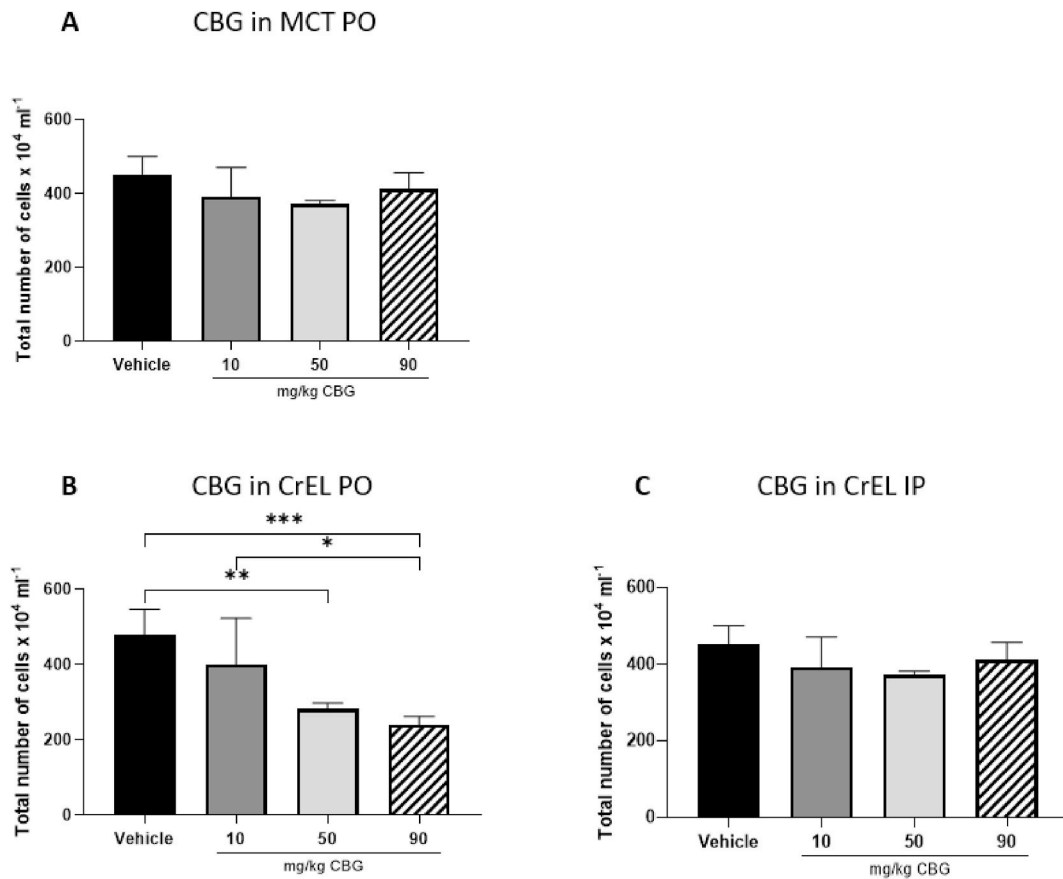 A CBG in MCT PO
Total number of cells x 10⁴ ml⁻¹
600
400
200
0
Vehicle 10 50 90
mg/kg CBG
B CBG in CrEL PO
***
*
**
Total number of cells x 10⁴ ml⁻¹
600
400
200
0
Vehicle 10 50 90
mg/kg CBG
C CBG in CrEL IP
Total number of cells x 10⁴ ml⁻¹
600
400
200
0
Vehicle 10 50 90
mg/kg CBG